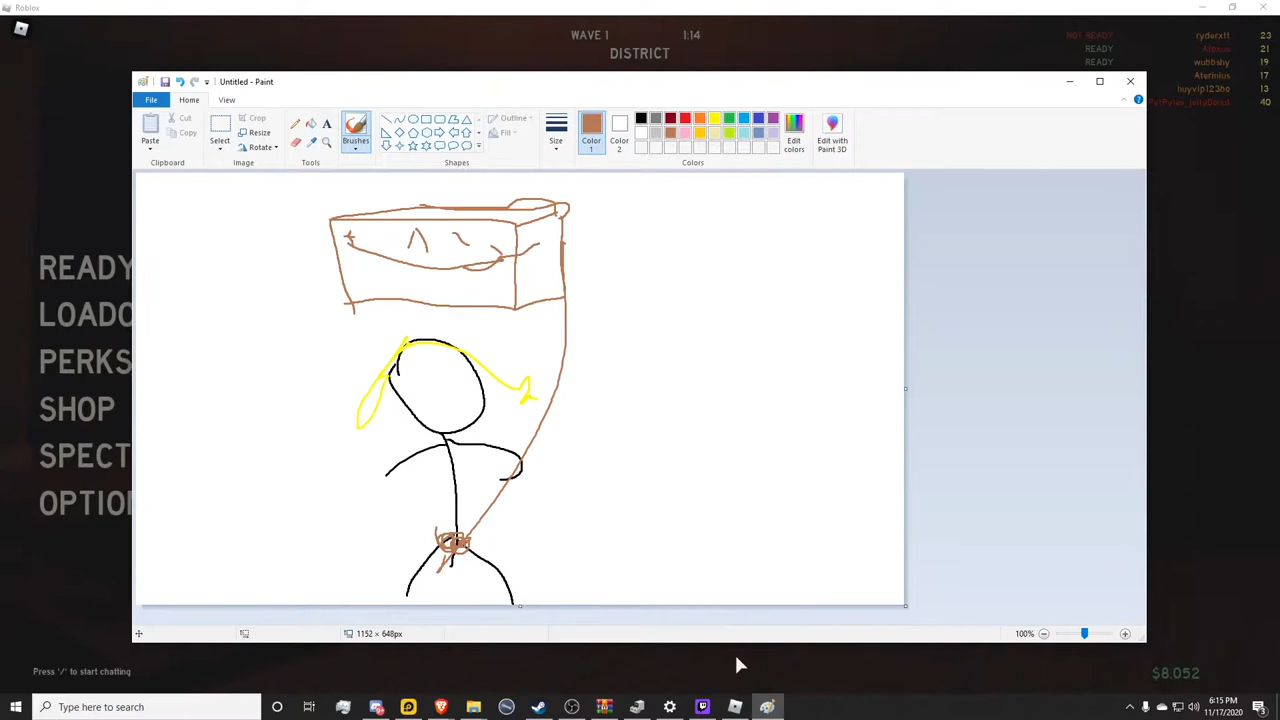 Roblox
WAVE 1 1:14
DISTRICT
NOT READY ryderxtt 23
READY 21
READY wubbshy 19
Aterinius 17
huyvip123ho 13
40
Untitled - Paint
File Home View
Paste
Cut
Copy
Clipboard
Select
Crop
Resize
Rotate
Image
Tools
Brushes
Outline
Fill
Shapes
Size
Color 1
Color 2
Colors
Edit colors
Edit with Paint 3D
READY
LOADO
PERKS
SHOP
SPECT
OPTION
1152 × 648px
100%
Press '/' to start chatting
$8,052
Type here to search
6:15 PM
11/17/2020